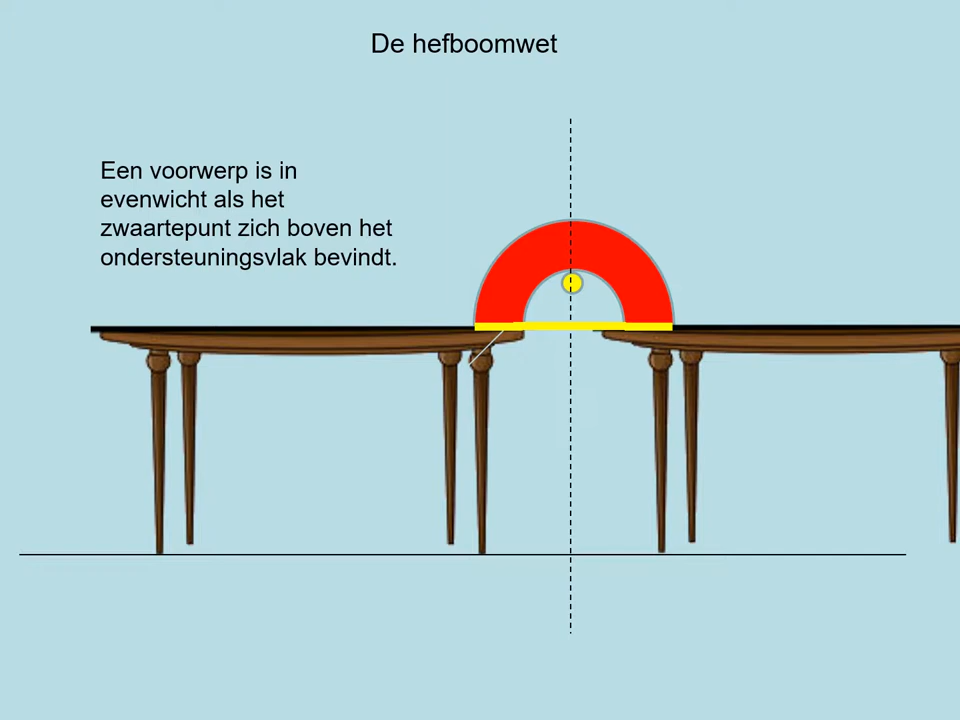 De hefboomwet
Een voorwerp is in
evenwicht als het
zwaartepunt zich boven het
ondersteuningsvlak bevindt.